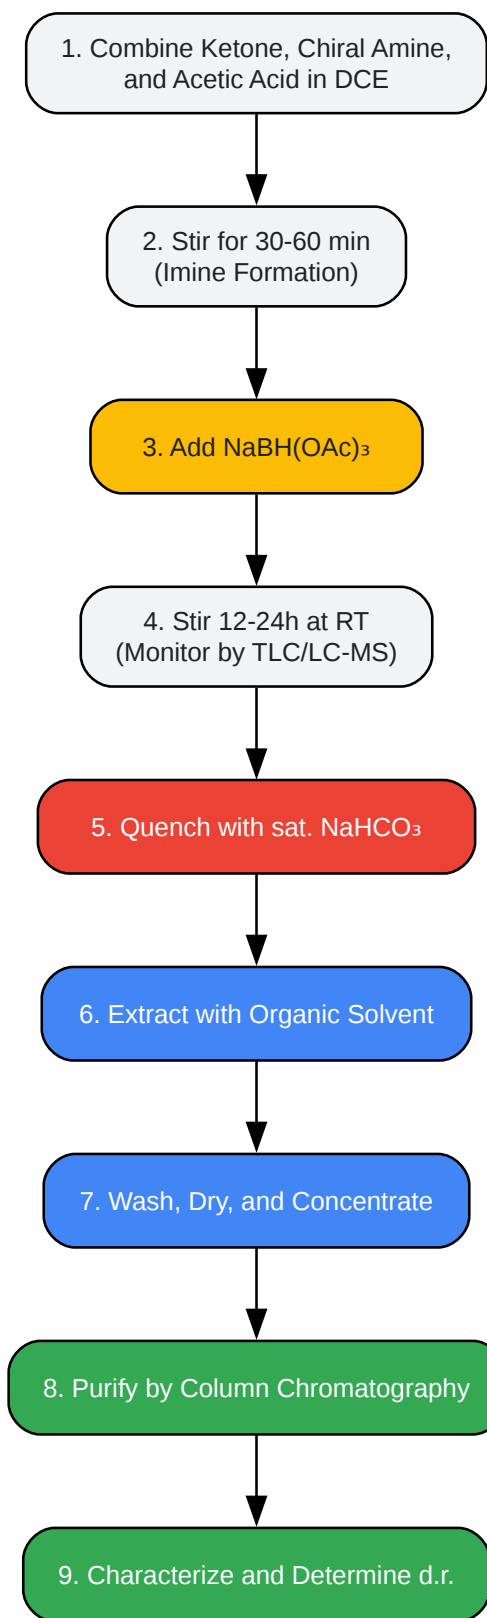 1. Combine Ketone, Chiral Amine,
and Acetic Acid in DCE
2. Stir for 30-60 min
(Imine Formation)
3. Add NaBH(OAc)₃
4. Stir 12-24h at RT
(Monitor by TLC/LC-MS)
5. Quench with sat. NaHCO₃
6. Extract with Organic Solvent
7. Wash, Dry, and Concentrate
8. Purify by Column Chromatography
9. Characterize and Determine d.r.